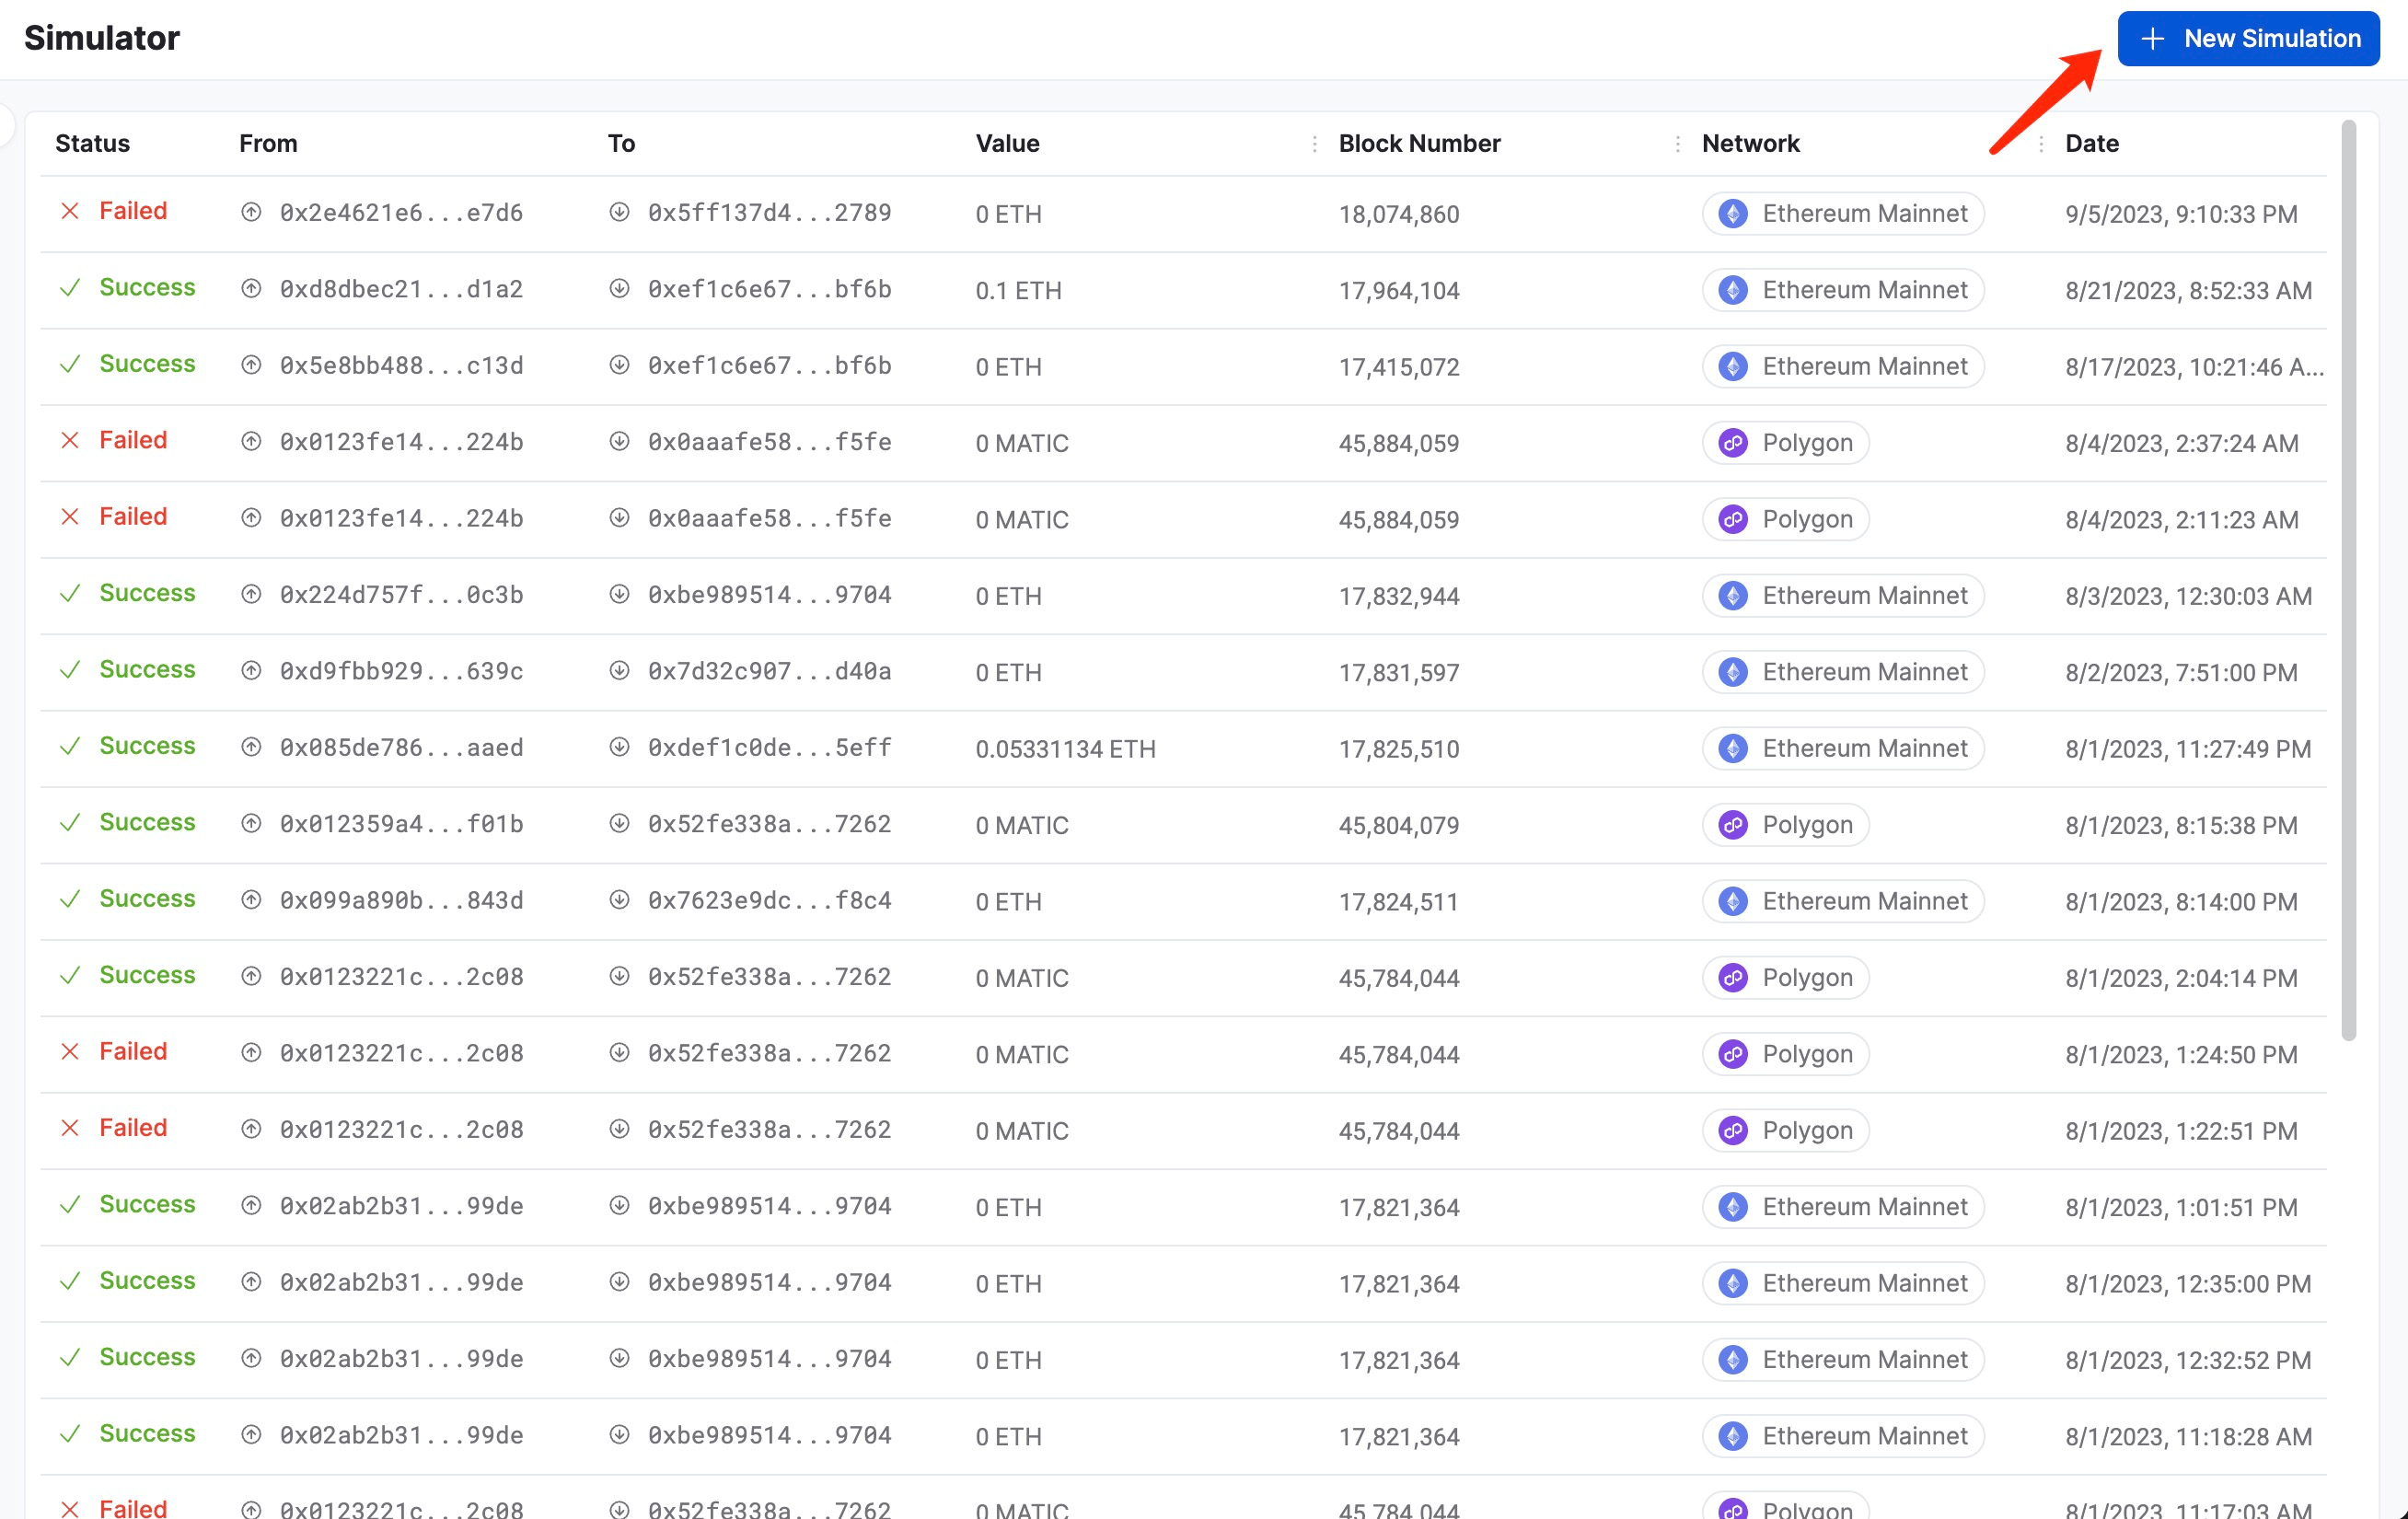 Simulator
New Simulation
Status From To Value Block Number Network Date
Failed 0x2e4621e6...e7d6 0x5ff137d4...2789 0 ETH 18,074,860 Ethereum Mainnet 9/5/2023, 9:10:33 PM
Success 0xd8dbec21...d1a2 0xef1c6e67...bf6b 0.1 ETH 17,964,104 Ethereum Mainnet 8/21/2023, 8:52:33 AM
Success 0x5e8bb488...c13d 0xef1c6e67...bf6b 0 ETH 17,415,072 Ethereum Mainnet 8/17/2023, 10:21:46 A...
Failed 0x0123fe14...224b 0x0aaafe58...f5fe 0 MATIC 45,884,059 Polygon 8/4/2023, 2:37:24 AM
Failed 0x0123fe14...224b 0x0aaafe58...f5fe 0 MATIC 45,884,059 Polygon 8/4/2023, 2:11:23 AM
Success 0x224d757f...0c3b 0xbe989514...9704 0 ETH 17,832,944 Ethereum Mainnet 8/3/2023, 12:30:03 AM
Success 0xd9fbb929...639c 0x7d32c907...d40a 0 ETH 17,831,597 Ethereum Mainnet 8/2/2023, 7:51:00 PM
Success 0x085de786...aaed 0xdef1c0de...5eff 0.05331134 ETH 17,825,510 Ethereum Mainnet 8/1/2023, 11:27:49 PM
Success 0x012359a4...f01b 0x52fe338a...7262 0 MATIC 45,804,079 Polygon 8/1/2023, 8:15:38 PM
Success 0x099a890b...843d 0x7623e9dc...f8c4 0 ETH 17,824,511 Ethereum Mainnet 8/1/2023, 8:14:00 PM
Success 0x0123221c...2c08 0x52fe338a...7262 0 MATIC 45,784,044 Polygon 8/1/2023, 2:04:14 PM
Failed 0x0123221c...2c08 0x52fe338a...7262 0 MATIC 45,784,044 Polygon 8/1/2023, 1:24:50 PM
Failed 0x0123221c...2c08 0x52fe338a...7262 0 MATIC 45,784,044 Polygon 8/1/2023, 1:22:51 PM
Success 0x02ab2b31...99de 0xbe989514...9704 0 ETH 17,821,364 Ethereum Mainnet 8/1/2023, 1:01:51 PM
Success 0x02ab2b31...99de 0xbe989514...9704 0 ETH 17,821,364 Ethereum Mainnet 8/1/2023, 12:35:00 PM
Success 0x02ab2b31...99de 0xbe989514...9704 0 ETH 17,821,364 Ethereum Mainnet 8/1/2023, 12:32:52 PM
Success 0x02ab2b31...99de 0xbe989514...9704 0 ETH 17,821,364 Ethereum Mainnet 8/1/2023, 11:18:28 AM
Failed 0x0123221c...2c08 0x52fe338a...7262 0 MATIC 45,784,044 Polygon 8/1/2023, 11:17:03 AM